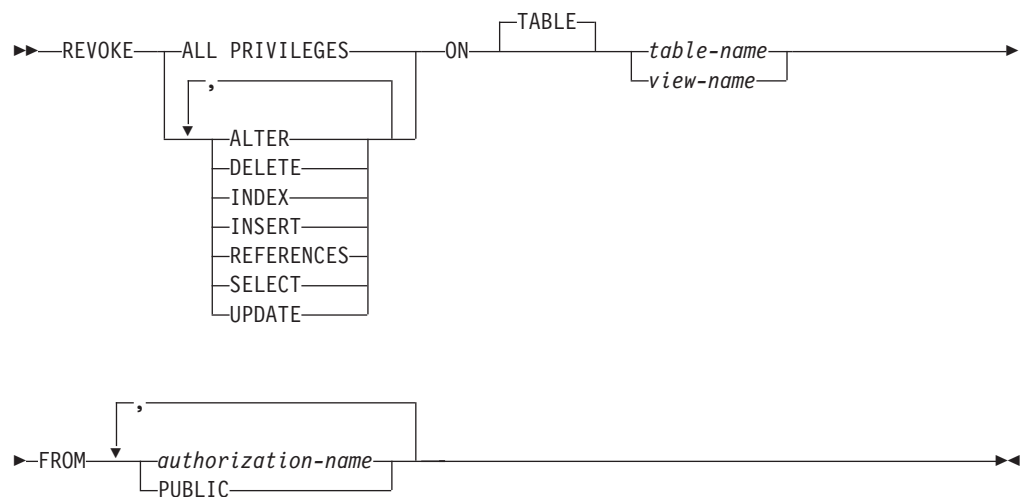 TABLE
REVOKE ALL PRIVILEGES ON table-name
view-name
,
ALTER
DELETE
INDEX
INSERT
REFERENCES
SELECT
UPDATE
,
FROM authorization-name
PUBLIC